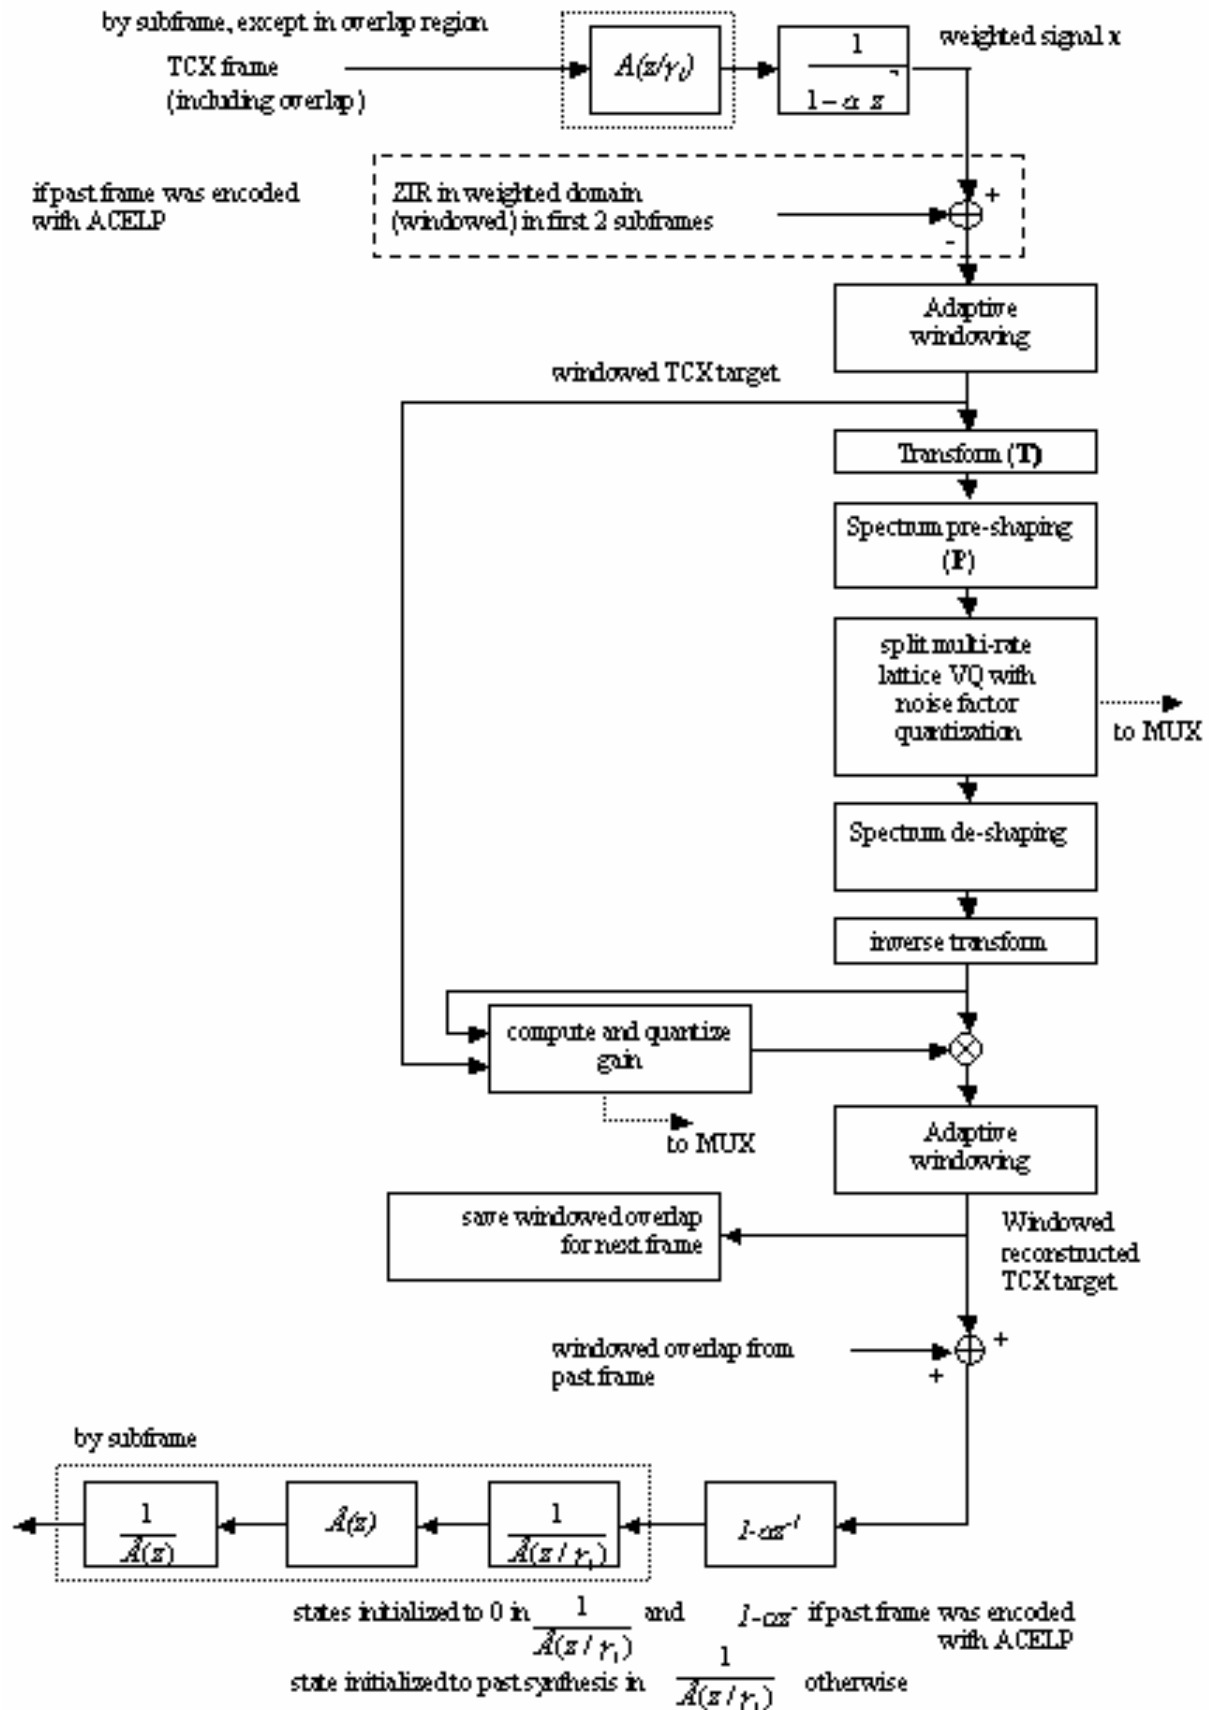 by subframe, except in overlap region
TCX frame
(including overlap)
A(z/γ₁)
1
1 − α z⁻
weighted signal x
if past frame was encoded
with ACELP
ZIR in weighted domain
(windowed) in first 2 subframes
+
-
Adaptive
windowing
windowed TCX target
Transform (T)
Spectrum pre-shaping
(P)
split multi-rate
lattice VQ with
noise factor
quantization
to MUX
Spectrum de-shaping
inverse transform
compute and quantize
gain
to MUX
Adaptive
windowing
save windowed overlap
for next frame
Windowed
reconstructed
TCX target
windowed overlap from
past frame
+
+
by subframe
1
Â(z)
Â(z)
1
Â(z / γ₁)
1-αz⁻¹
states initialized to 0 in 1 / Â(z / γ₁) and 1-αz⁻ if past frame was encoded
with ACELP
state initialized to past synthesis in 1 / Â(z / γ₁) otherwise